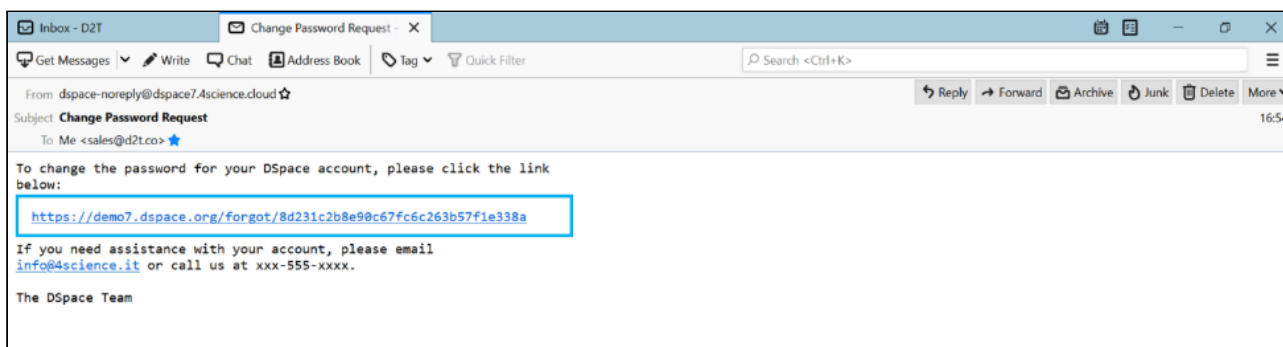 Inbox - D2T
Change Password Request -
Get Messages Write Chat Address Book Tag Quick Filter Search <Ctrl+K>
From dspace-noreply@dspace7.4science.cloud Reply Forward Archive Junk Delete More
Subject Change Password Request 16:54
To Me <sales@d2t.co>
To change the password for your DSpace account, please click the link
below:
https://demo7.dspace.org/forgot/8d231c2b8e90c67fc6c263b57f1e338a
If you need assistance with your account, please email
info@4science.it or call us at xxx-555-xxxx.
The DSpace Team